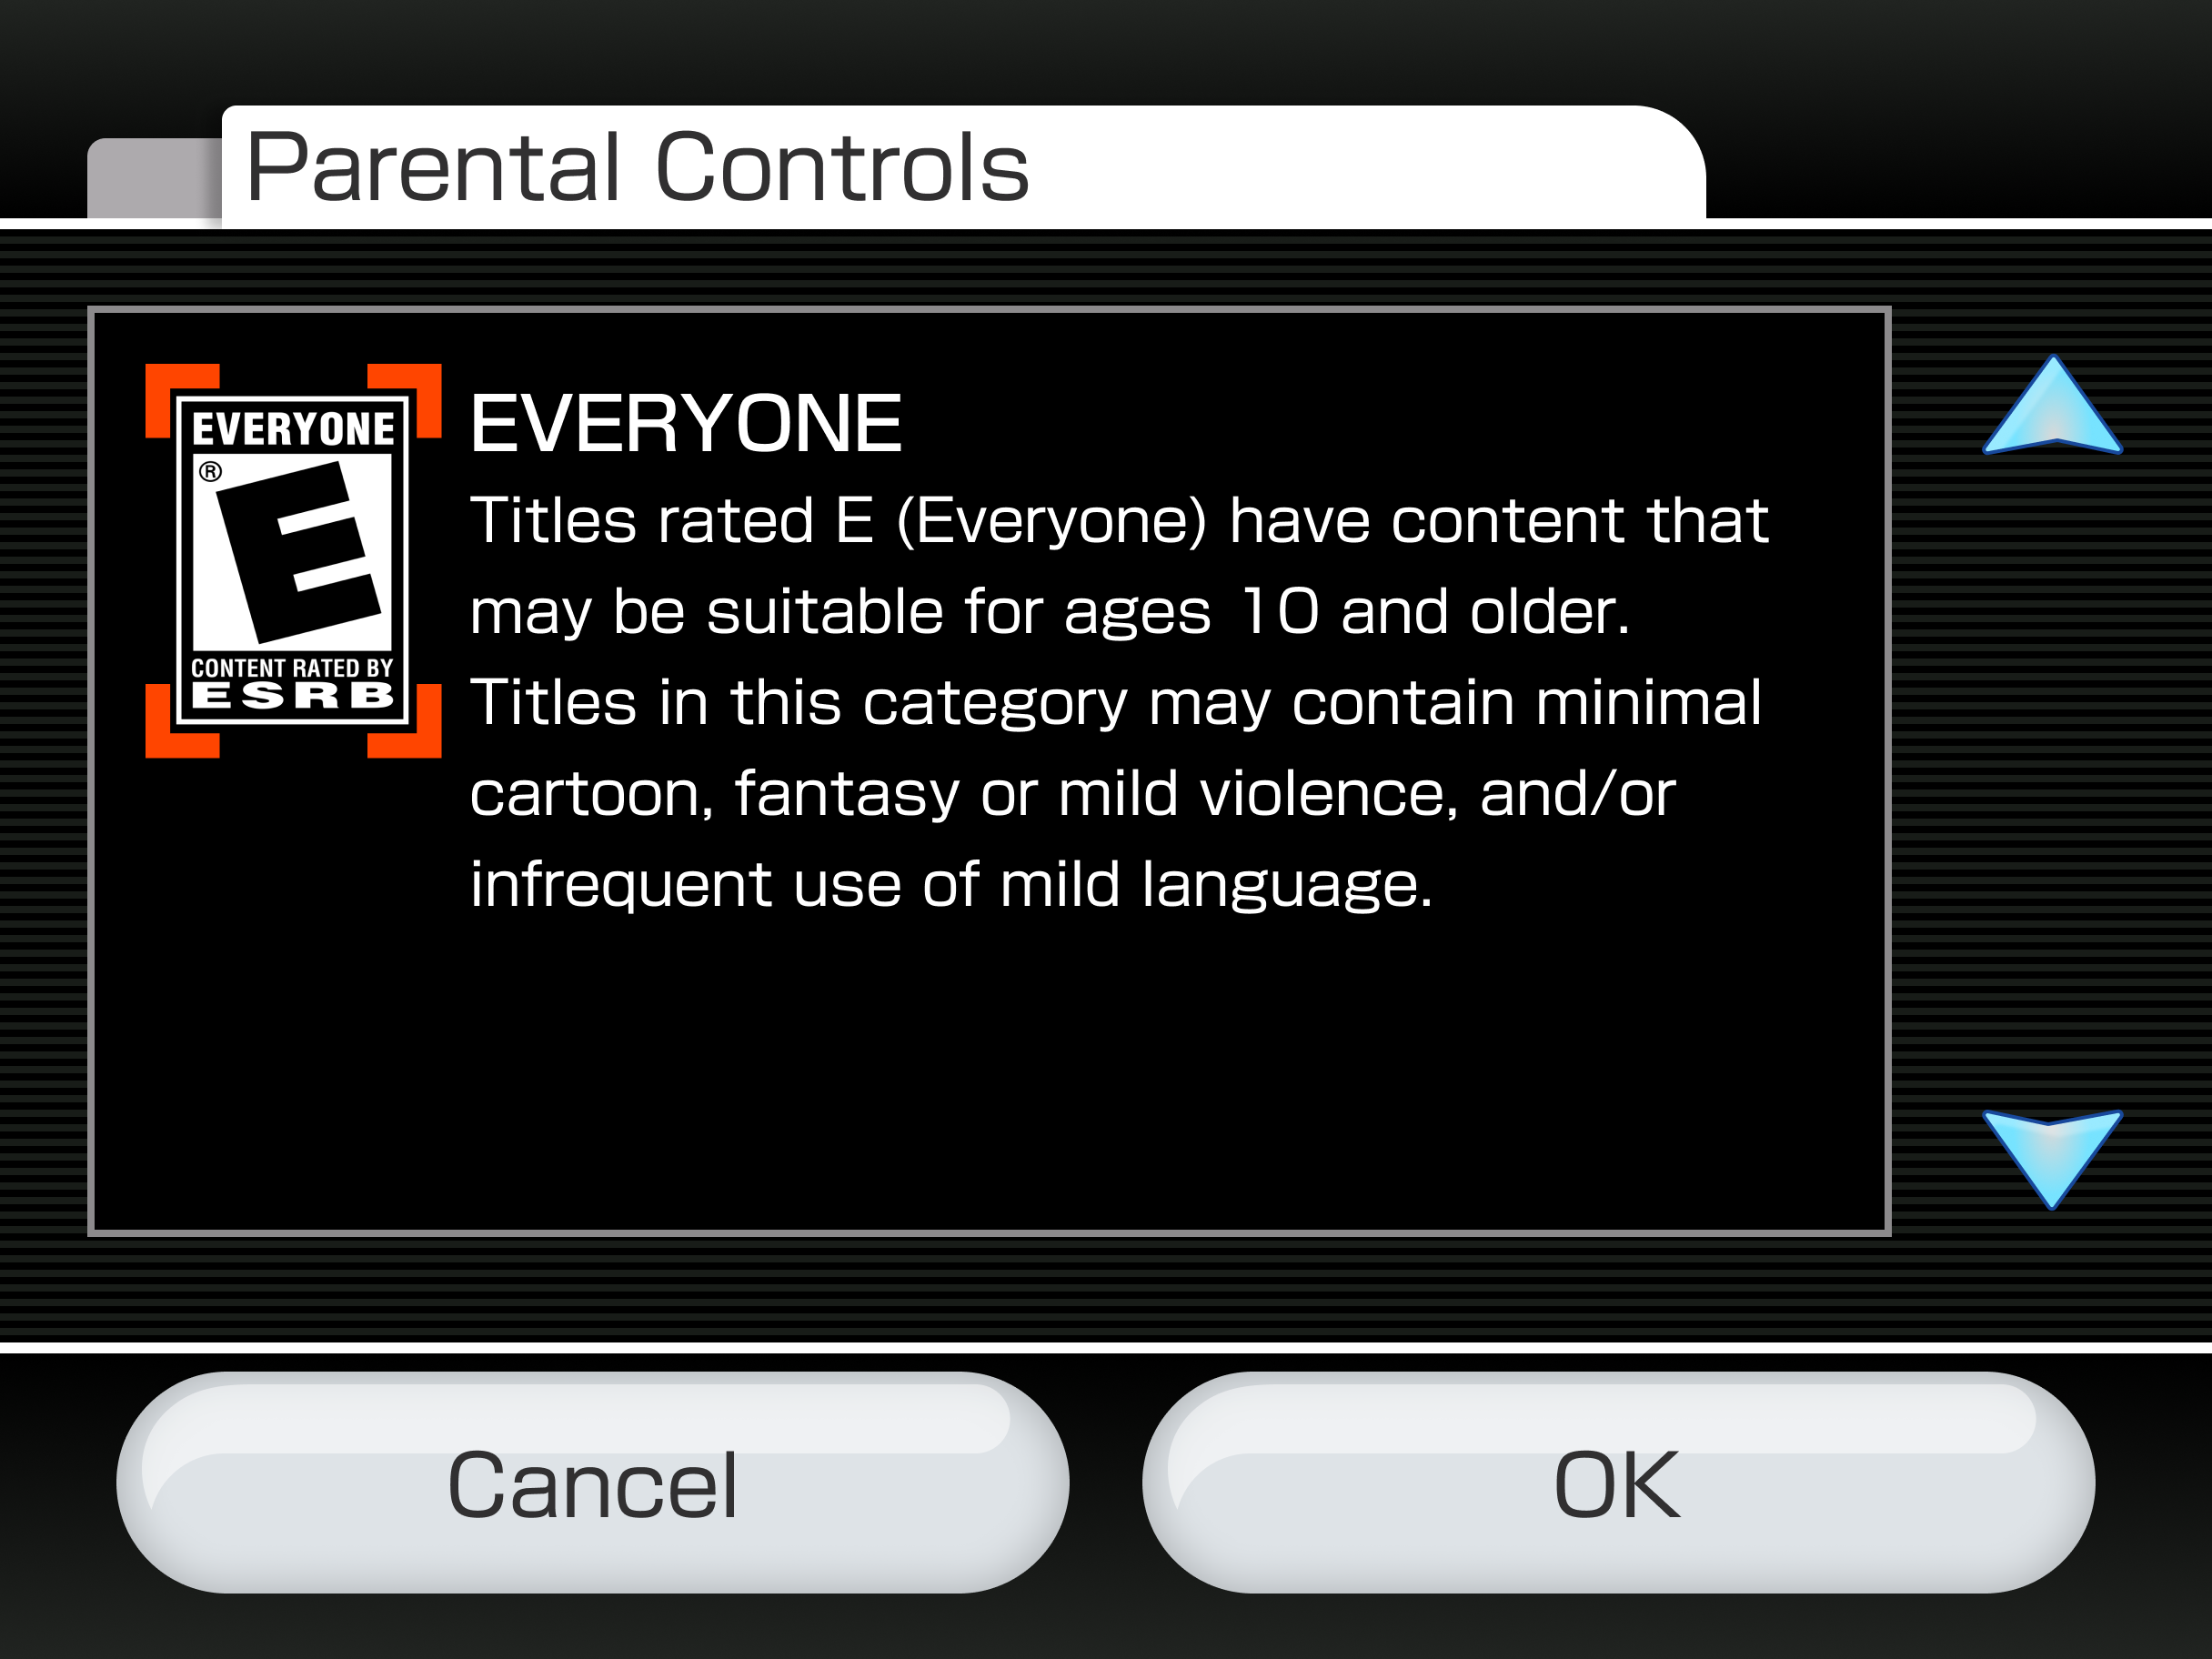 Parental Controls
EVERYONE
®
E
CONTENT RATED BY
ESRB
EVERYONE
Titles rated E (Everyone) have content that
may be suitable for ages 10 and older.
Titles in this category may contain minimal
cartoon, fantasy or mild violence, and/or
infrequent use of mild language.
Cancel
OK